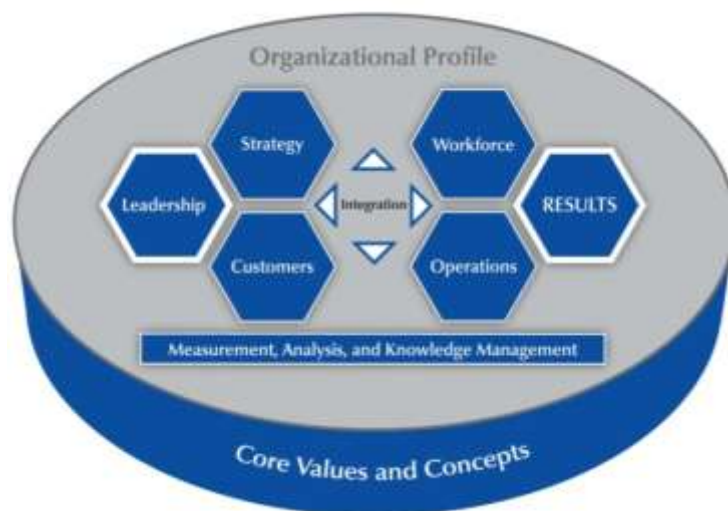 Organizational Profile
Strategy
Workforce
Leadership
Integration
RESULTS
Customers
Operations
Measurement, Analysis, and Knowledge Management
Core Values and Concepts